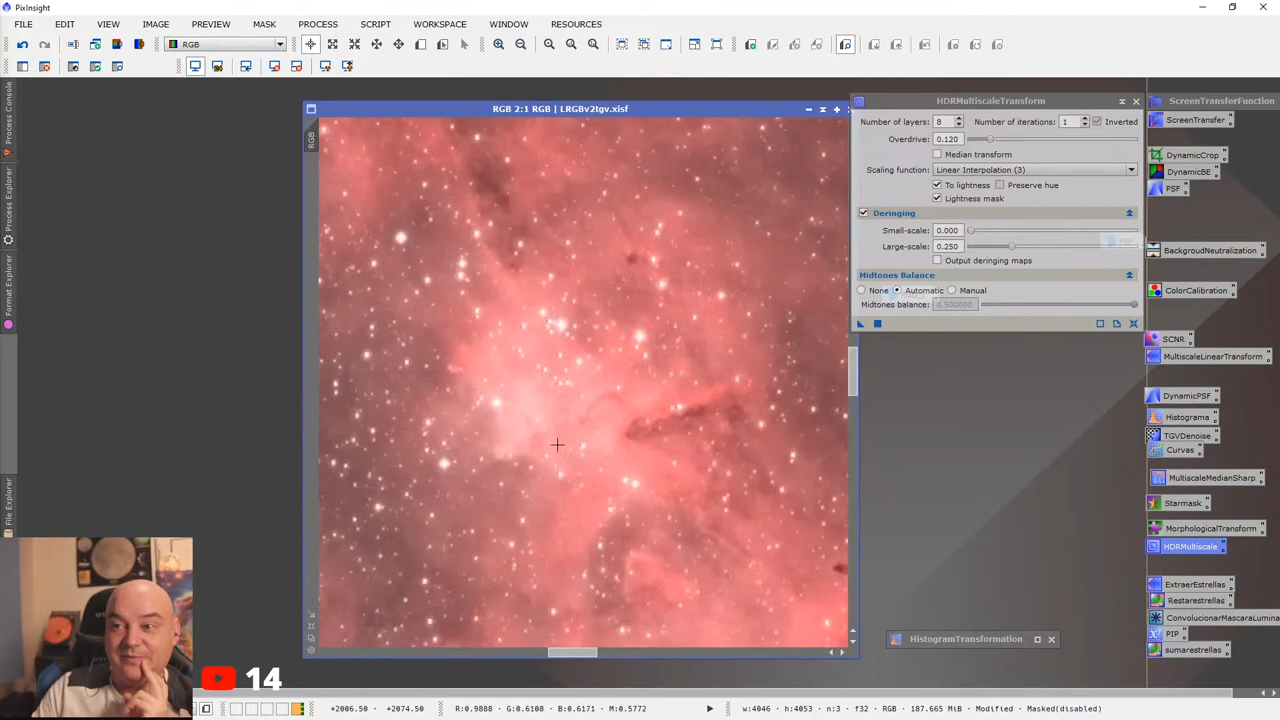 PixInsight
FILE EDIT VIEW IMAGE PREVIEW MASK PROCESS SCRIPT WORKSPACE WINDOW RESOURCES
RGB
RGB 2:1 RGB | LRGBv2tgv.xisf
RGB
Process Console
Process Explorer
Format Explorer
File Explorer
HDRMultiscaleTransform
Number of layers: 8 Number of iterations: 1 Inverted
Overdrive: 0.120
Median transform
Scaling function: Linear Interpolation (3)
To lightness Preserve hue
Lightness mask
Deringing
Small-scale: 0.000
Large-scale: 0.250
Output deringing maps
Midtones Balance
None Automatic Manual
Midtones balance: 0.500000
HistogramTransformation
ScreenTransferFunction
ScreenTransfer
DynamicCrop
DynamicBE
PSF
BackgroudNeutralization
ColorCalibration
SCNR
MultiscaleLinearTransform
DynamicPSF
Histograma
TGVDenoise
Curvas
MultiscaleMedianSharp
Starmask
MorphologicalTransform
HDRMultiscale
ExtraerEstrellas
Restarestrellas
ConvolucionarMascaraLumina
PIP
sumarestrellas
14
+2006.50 +2074.50 R:0.9888 G:0.6108 B:0.6171 M:0.5772 w:4046 h:4053 n:3 f32 RGB 187.665 MiB Masked(disabled)